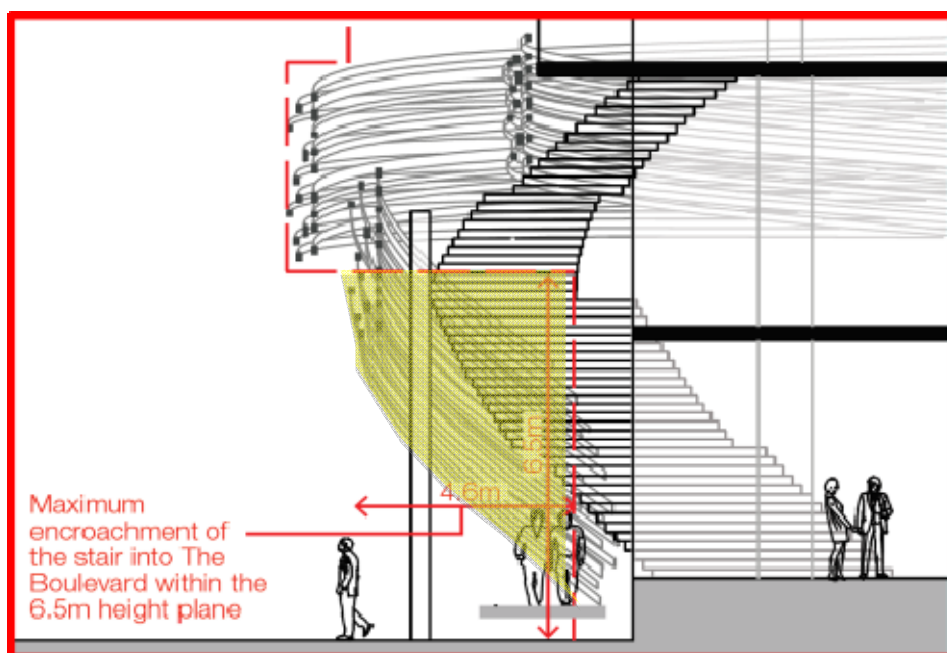 6.5m
4.6m
Maximum
encroachment of
the stair into The
Boulevard within the
6.5m height plane